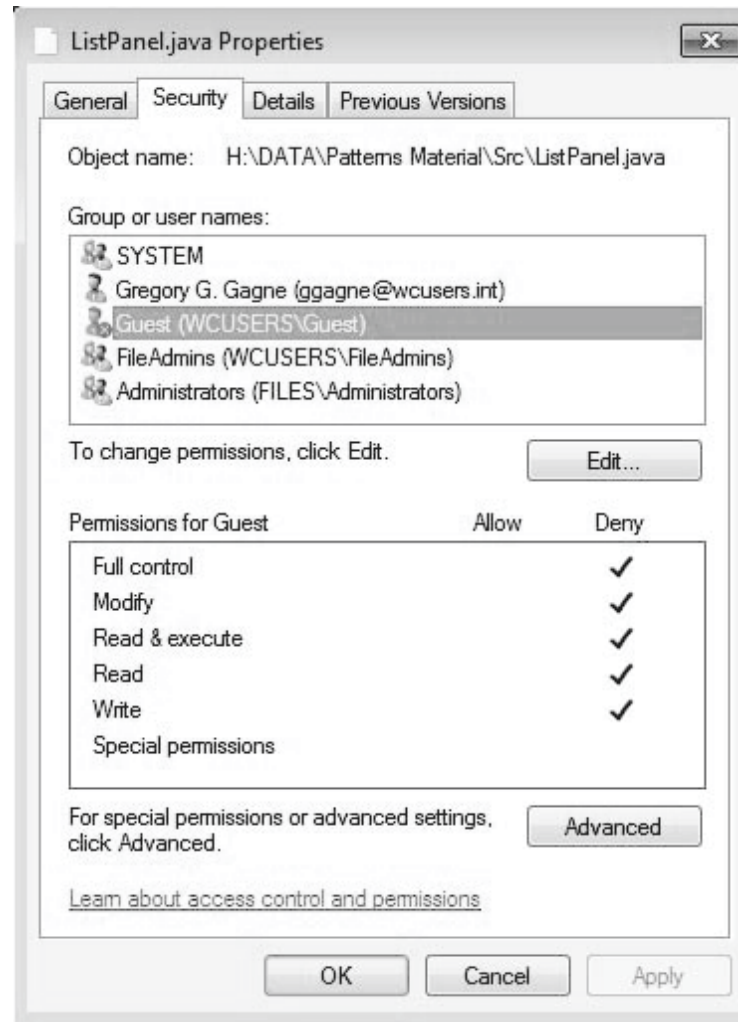 ListPanel.java Properties
General Security Details Previous Versions
Object name: H:\DATA\Patterns Material\Src\ListPanel.java
Group or user names:
SYSTEM
Gregory G. Gagne (ggagne@wcusers.int)
Guest (WCUSERS\Guest)
FileAdmins (WCUSERS\FileAdmins)
Administrators (FILES\Administrators)
To change permissions, click Edit. Edit...
Permissions for Guest Allow Deny
Full control
Modify
Read & execute
Read
Write
Special permissions
For special permissions or advanced settings,
click Advanced. Advanced
Learn about access control and permissions
OK Cancel Apply